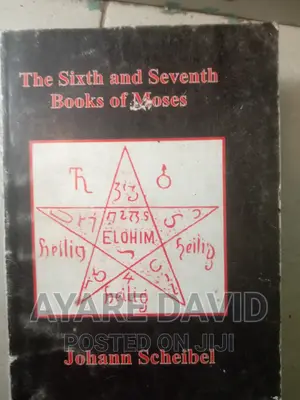 The Sixth and Seventh
Books of Moses
ELOHIM
heilig
heilig
heilig
AYARE DAVID
POSTED ON JIJI
Johann Scheibel